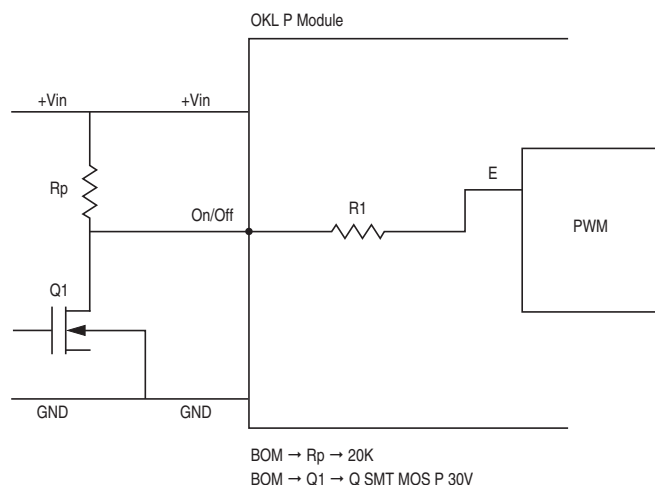 OKL P Module
+Vin +Vin
Rp
On/Off
R1
E
PWM
Q1
GND GND
BOM → Rp → 20K
BOM → Q1 → Q SMT MOS P 30V